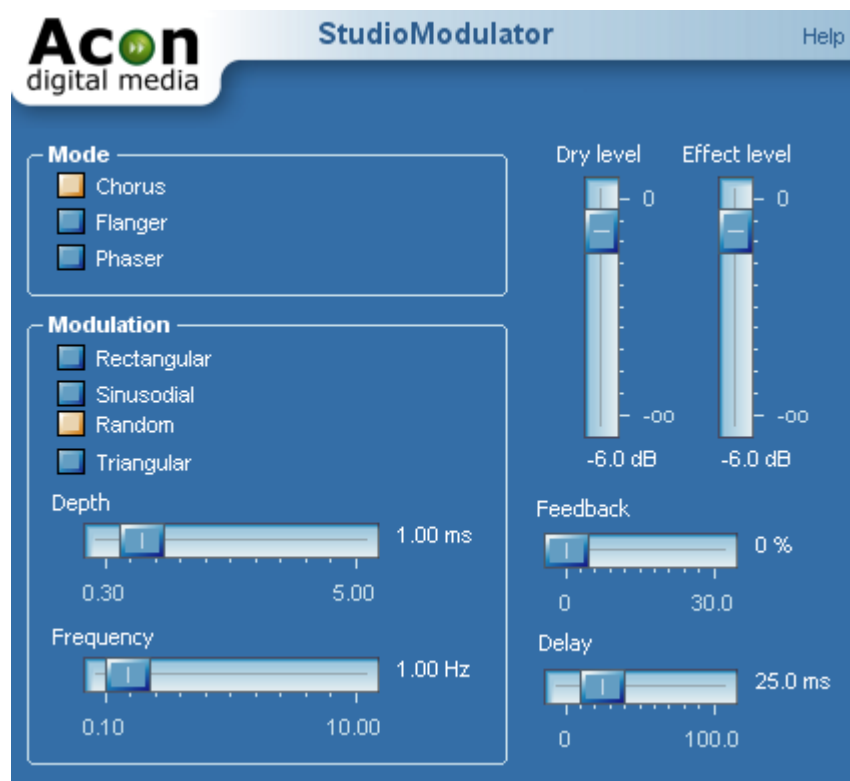 Acon
digital media
StudioModulator
Help
Mode
Chorus
Flanger
Phaser
Modulation
Rectangular
Sinusodial
Random
Triangular
Depth
1.00 ms
0.30 5.00
Frequency
1.00 Hz
0.10 10.00
Dry level Effect level
0 0
-oo -oo
-6.0 dB -6.0 dB
Feedback
0 %
0 30.0
Delay
25.0 ms
0 100.0